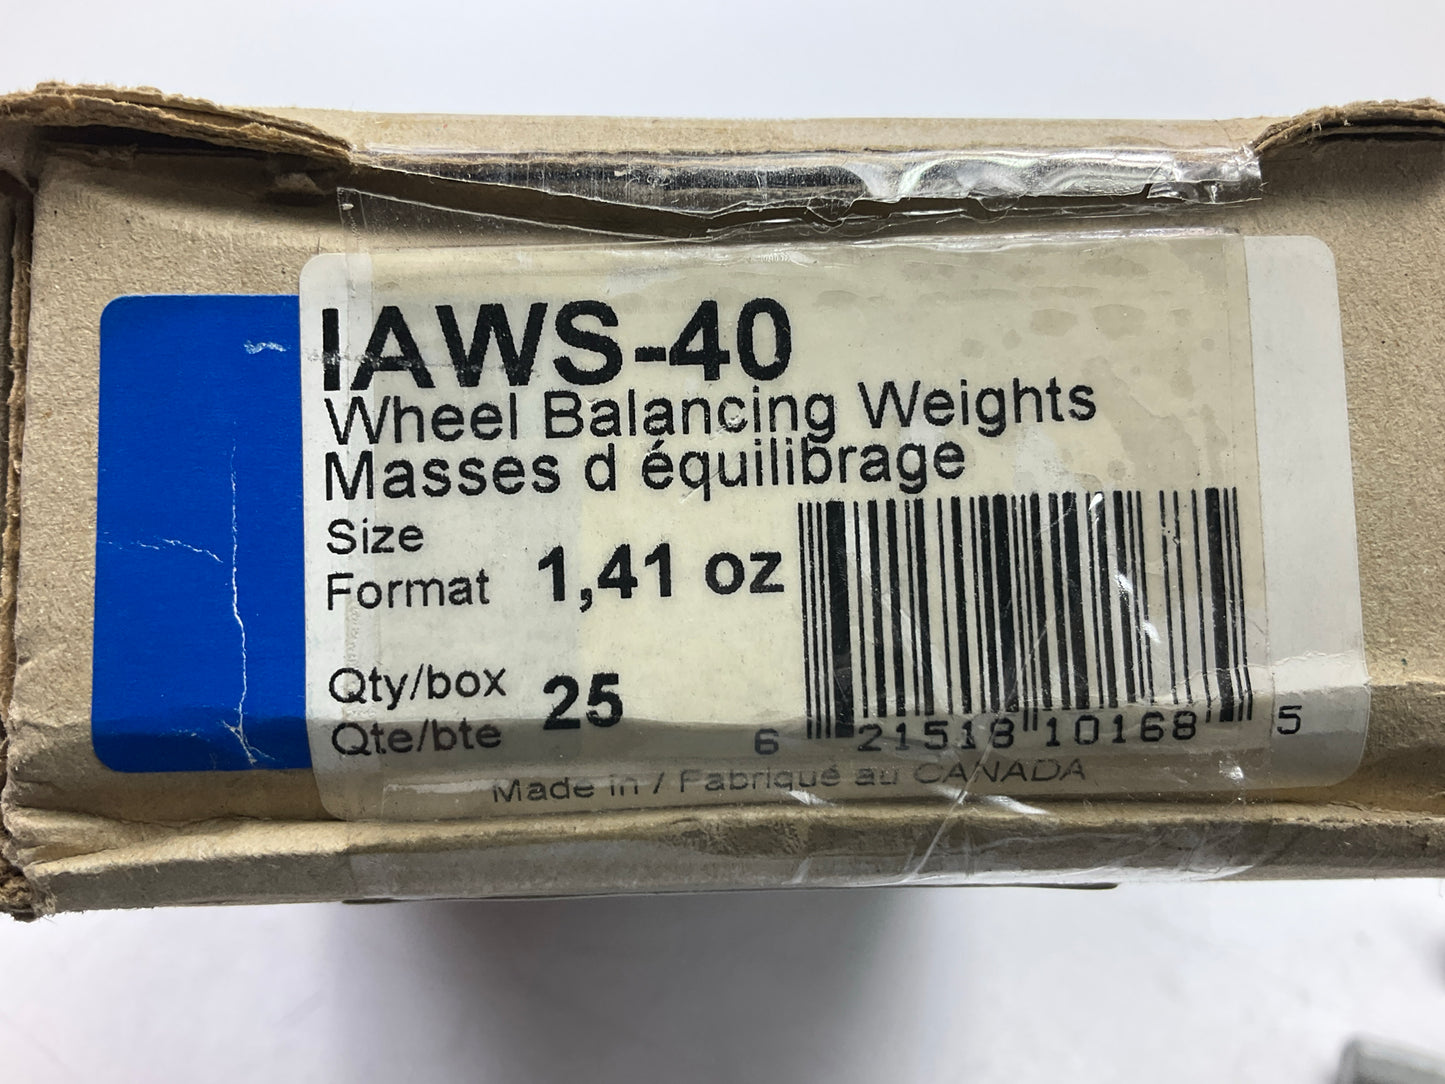 IAWS-40
Wheel Balancing Weights
Masses d équilibrage
Size
Format 1,41 oz
Qty/box
Qte/bte 25
6 21518 10168 5
Made in / Fabriqué au CANADA